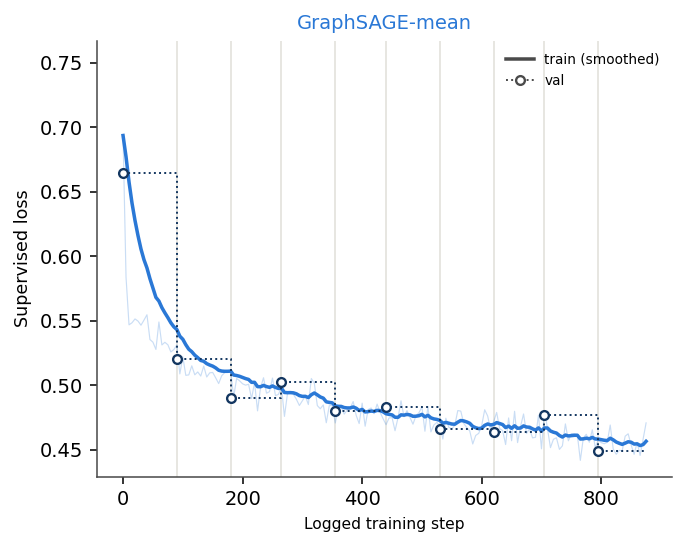 GraphSAGE-mean
train (smoothed)
val
Supervised loss
0.75
0.70
0.65
0.60
0.55
0.50
0.45
0 200 400 600 800
Logged training step